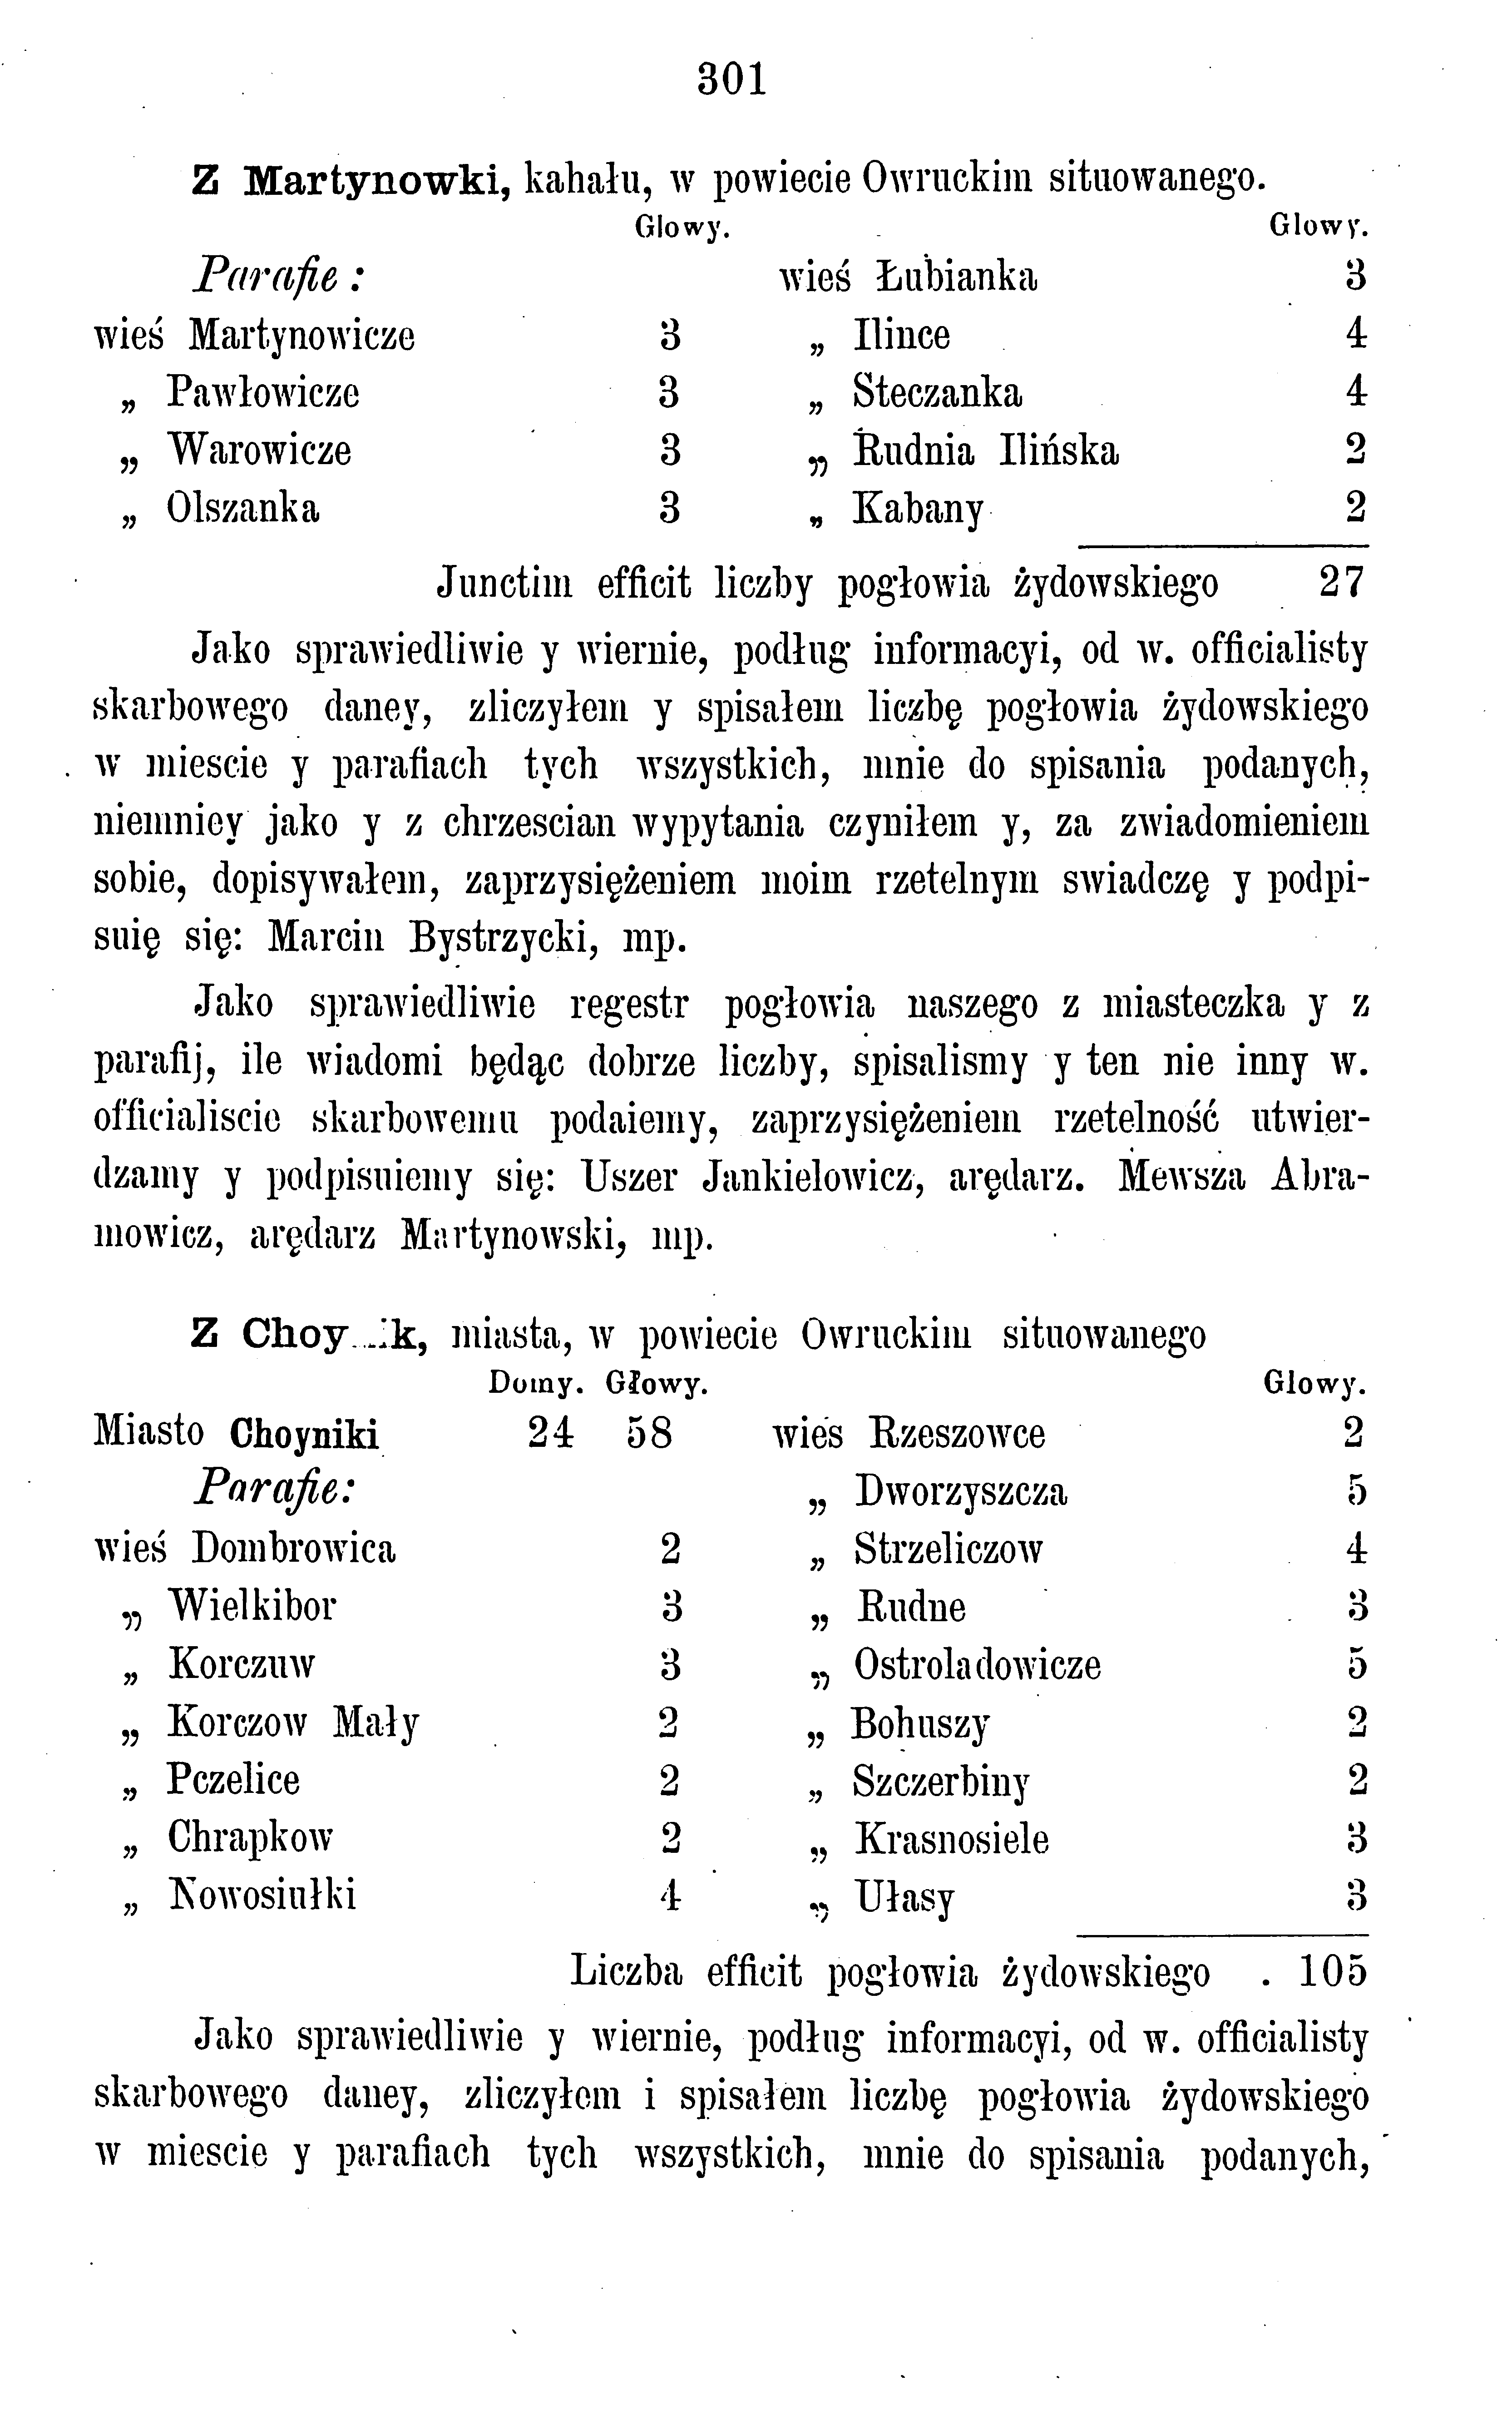 301
Z Martynowki, kahału, w powiecie Owruckim situowanego.
Glowy. Glowy.
Parafie : wieś Łubianka 3
wieś Martynowicze 3 „ Ilince 4
„ Pawłowicze 3 „ Steczanka 4
„ Warowicze 3 „ Rudnia Ilińska 2
„ Olszanka 3 „ Kabany 2
Junctim efficit liczby pogłowia żydowskiego 27
Jako sprawiedliwie y wiernie, podług informacyi, od w. officialisty
skarbowego daney, zliczyłem y spisałem liczbę pogłowia żydowskiego
w miescie y parafiach tych wszystkich, mnie do spisania podanych,
niemniey jako y z chrzescian wypytania czyniłem y, za zwiadomieniem
sobie, dopisywałem, zaprzysiężeniem moim rzetelnym swiadczę y podpi-
suię się: Marcin Bystrzycki, mp.
Jako sprawiedliwie regestr pogłowia naszego z miasteczka y z
parafij, ile wiadomi będąc dobrze liczby, spisalismy y ten nie inny w.
officialiscie skarbowemu podaiemy, zaprzysiężeniem rzetelność utwier-
dzamy y podpisuiemy się: Uszer Jankielowicz, arędarz. Mewsza Abra-
mowicz, arędarz Martynowski, mp.
Z Choynik, miasta, w powiecie Owruckim situowanego
Domy. Głowy. Glowy.
Miasto Choyniki 24 58 wieś Rzeszowce 2
Parafie: „ Dworzyszcza 5
wieś Dombrowica 2 „ Strzeliczow 4
„ Wielkibor 3 „ Rudne 3
„ Korczuw 3 „ Ostroladowicze 5
„ Korczow Mały 2 „ Bohuszy 2
„ Pczelice 2 „ Szczerbiny 2
„ Chrapkow 2 „ Krasnosiele 3
„ Nowosiułki 4 „ Ułasy 3
Liczba efficit pogłowia żydowskiego . 105
Jako sprawiedliwie y wiernie, podług informacyi, od w. officialisty
skarbowego daney, zliczyłem i spisałem liczbę pogłowia żydowskiego
w miescie y parafiach tych wszystkich, mnie do spisania podanych,